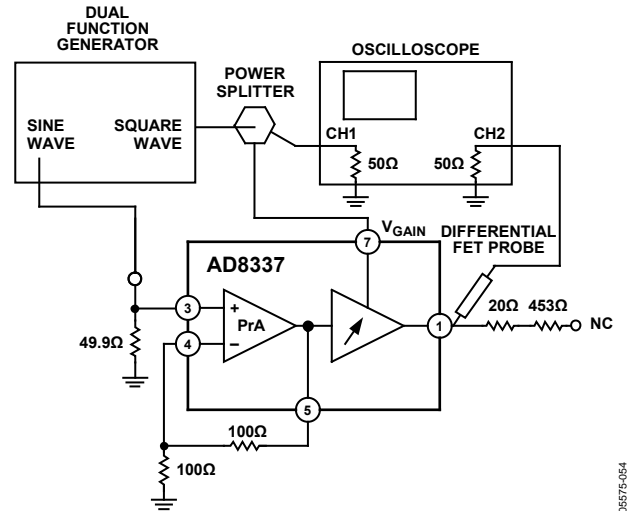 DUAL
FUNCTION
GENERATOR
OSCILLOSCOPE
POWER
SPLITTER
SINE
WAVE
SQUARE
WAVE
CH1
CH2
50Ω
50Ω
VGAIN
DIFFERENTIAL
FET PROBE
7
AD8337
20Ω
453Ω
NC
3
+
PrA
1
49.9Ω
4
–
5
100Ω
100Ω
05575-054